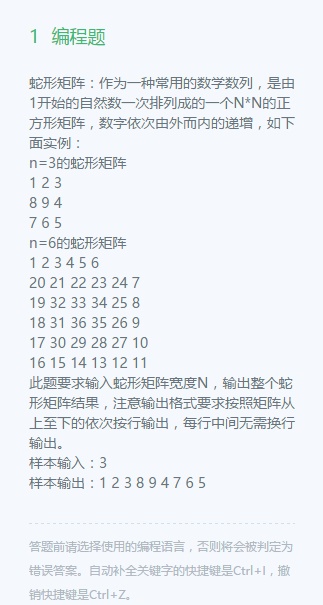 1 编程题
蛇形矩阵：作为一种常用的数学数列，是由
1开始的自然数一次排列成的一个N*N的正
方形矩阵，数字依次由外而内的递增，如下
面实例：
n=3的蛇形矩阵
1 2 3
8 9 4
7 6 5
n=6的蛇形矩阵
1 2 3 4 5 6
20 21 22 23 24 7
19 32 33 34 25 8
18 31 36 35 26 9
17 30 29 28 27 10
16 15 14 13 12 11
此题要求输入蛇形矩阵宽度N，输出整个蛇
形矩阵结果，注意输出格式要求按照矩阵从
上至下的依次按行输出，每行中间无需换行
输出。
样本输入：3
样本输出：1 2 3 8 9 4 7 6 5
答题前请选择使用的编程语言，否则将会被判定为
错误答案。自动补全关键字的快捷键是Ctrl+I，撤
销快捷键是Ctrl+Z。